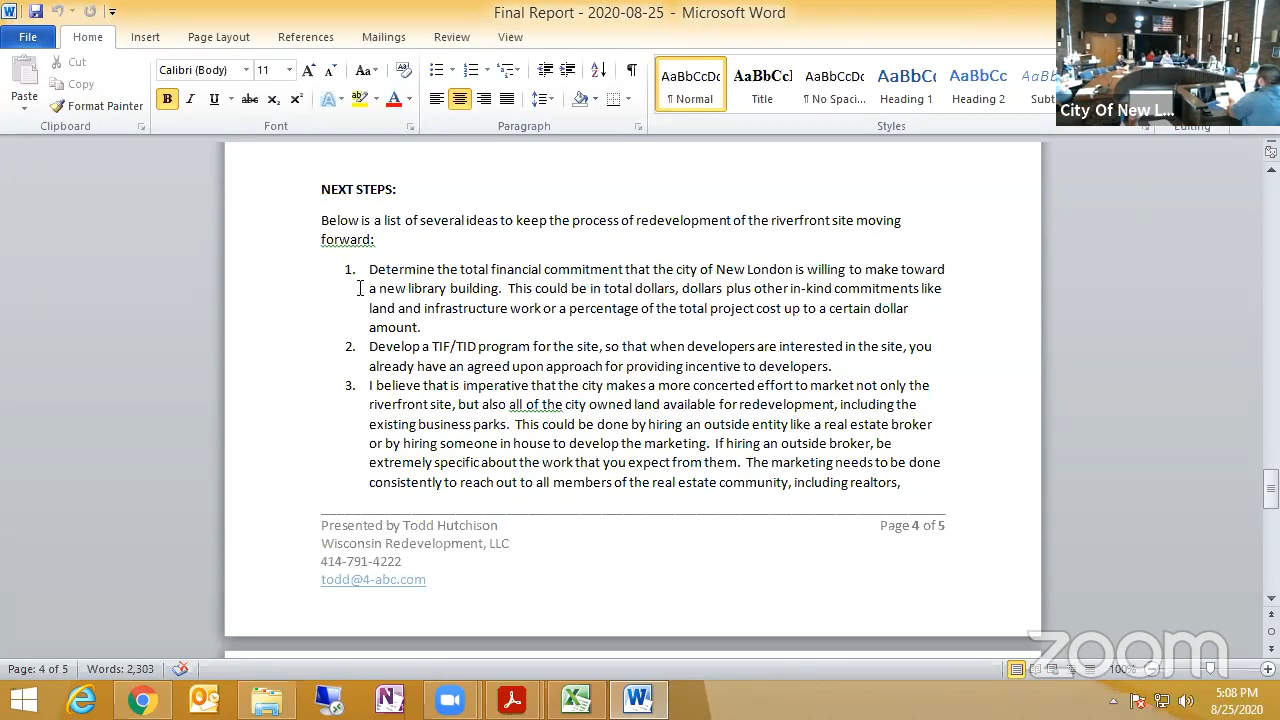 Final Report - 2020-08-25 - Microsoft Word
File Home Insert Page Layout References Mailings Review View
Cut
Copy
Format Painter
Paste
Clipboard
Calibri (Body) 11
Font
Paragraph
AaBbCcDc AaBbCcl AaBbCcDc AaBbCc AaBbCc AaBbC
¶ Normal Title ¶ No Spaci... Heading 1 Heading 2 Subt
Styles
Editing
City Of New L...
NEXT STEPS:
Below is a list of several ideas to keep the process of redevelopment of the riverfront site moving
forward:
1. Determine the total financial commitment that the city of New London is willing to make toward
a new library building. This could be in total dollars, dollars plus other in-kind commitments like
land and infrastructure work or a percentage of the total project cost up to a certain dollar
amount.
2. Develop a TIF/TID program for the site, so that when developers are interested in the site, you
already have an agreed upon approach for providing incentive to developers.
3. I believe that is imperative that the city makes a more concerted effort to market not only the
riverfront site, but also all of the city owned land available for redevelopment, including the
existing business parks. This could be done by hiring an outside entity like a real estate broker
or by hiring someone in house to develop the marketing. If hiring an outside broker, be
extremely specific about the work that you expect from them. The marketing needs to be done
consistently to reach out to all members of the real estate community, including realtors,
Presented by Todd Hutchison Page 4 of 5
Wisconsin Redevelopment, LLC
414-791-4222
todd@4-abc.com
zoom
Page: 4 of 5 Words: 2,303 100%
5:08 PM
8/25/2020